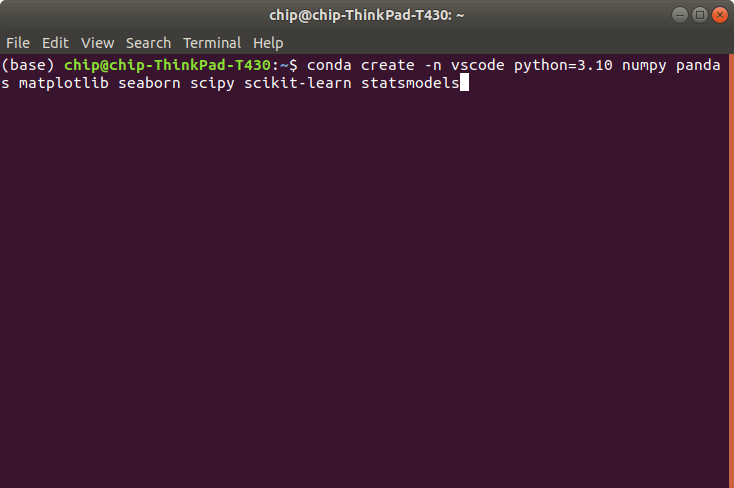 chip@chip-ThinkPad-T430: ~
File Edit View Search Terminal Help
(base) chip@chip-ThinkPad-T430:~$ conda create -n vscode python=3.10 numpy panda
s matplotlib seaborn scipy scikit-learn statsmodels